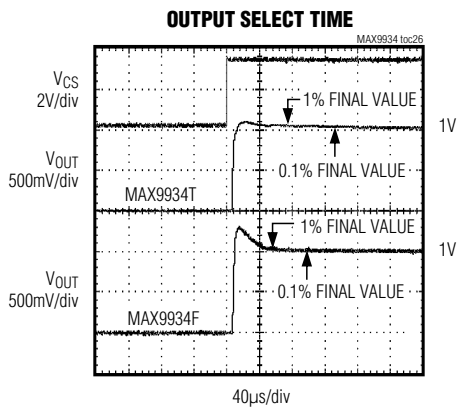 OUTPUT SELECT TIME
MAX9934 toc26
VCS
2V/div
1% FINAL VALUE
1V
VOUT
500mV/div
0.1% FINAL VALUE
MAX9934T
1% FINAL VALUE
1V
VOUT
500mV/div
0.1% FINAL VALUE
MAX9934F
40µs/div